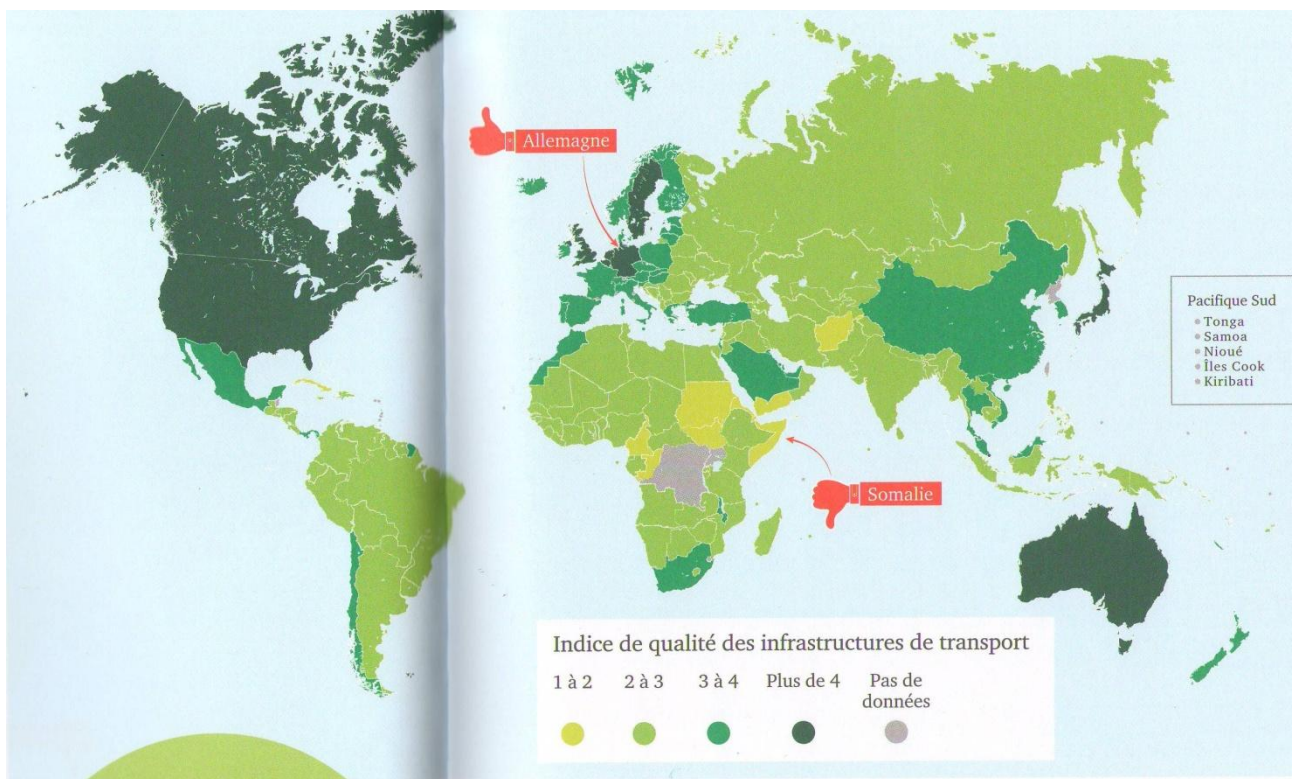 Allemagne
Pacifique Sud
Tonga
Samoa
Nioué
Îles Cook
Kiribati
Somalie
Indice de qualité des infrastructures de transport
1 à 2
2 à 3
3 à 4
Plus de 4
Pas de
données